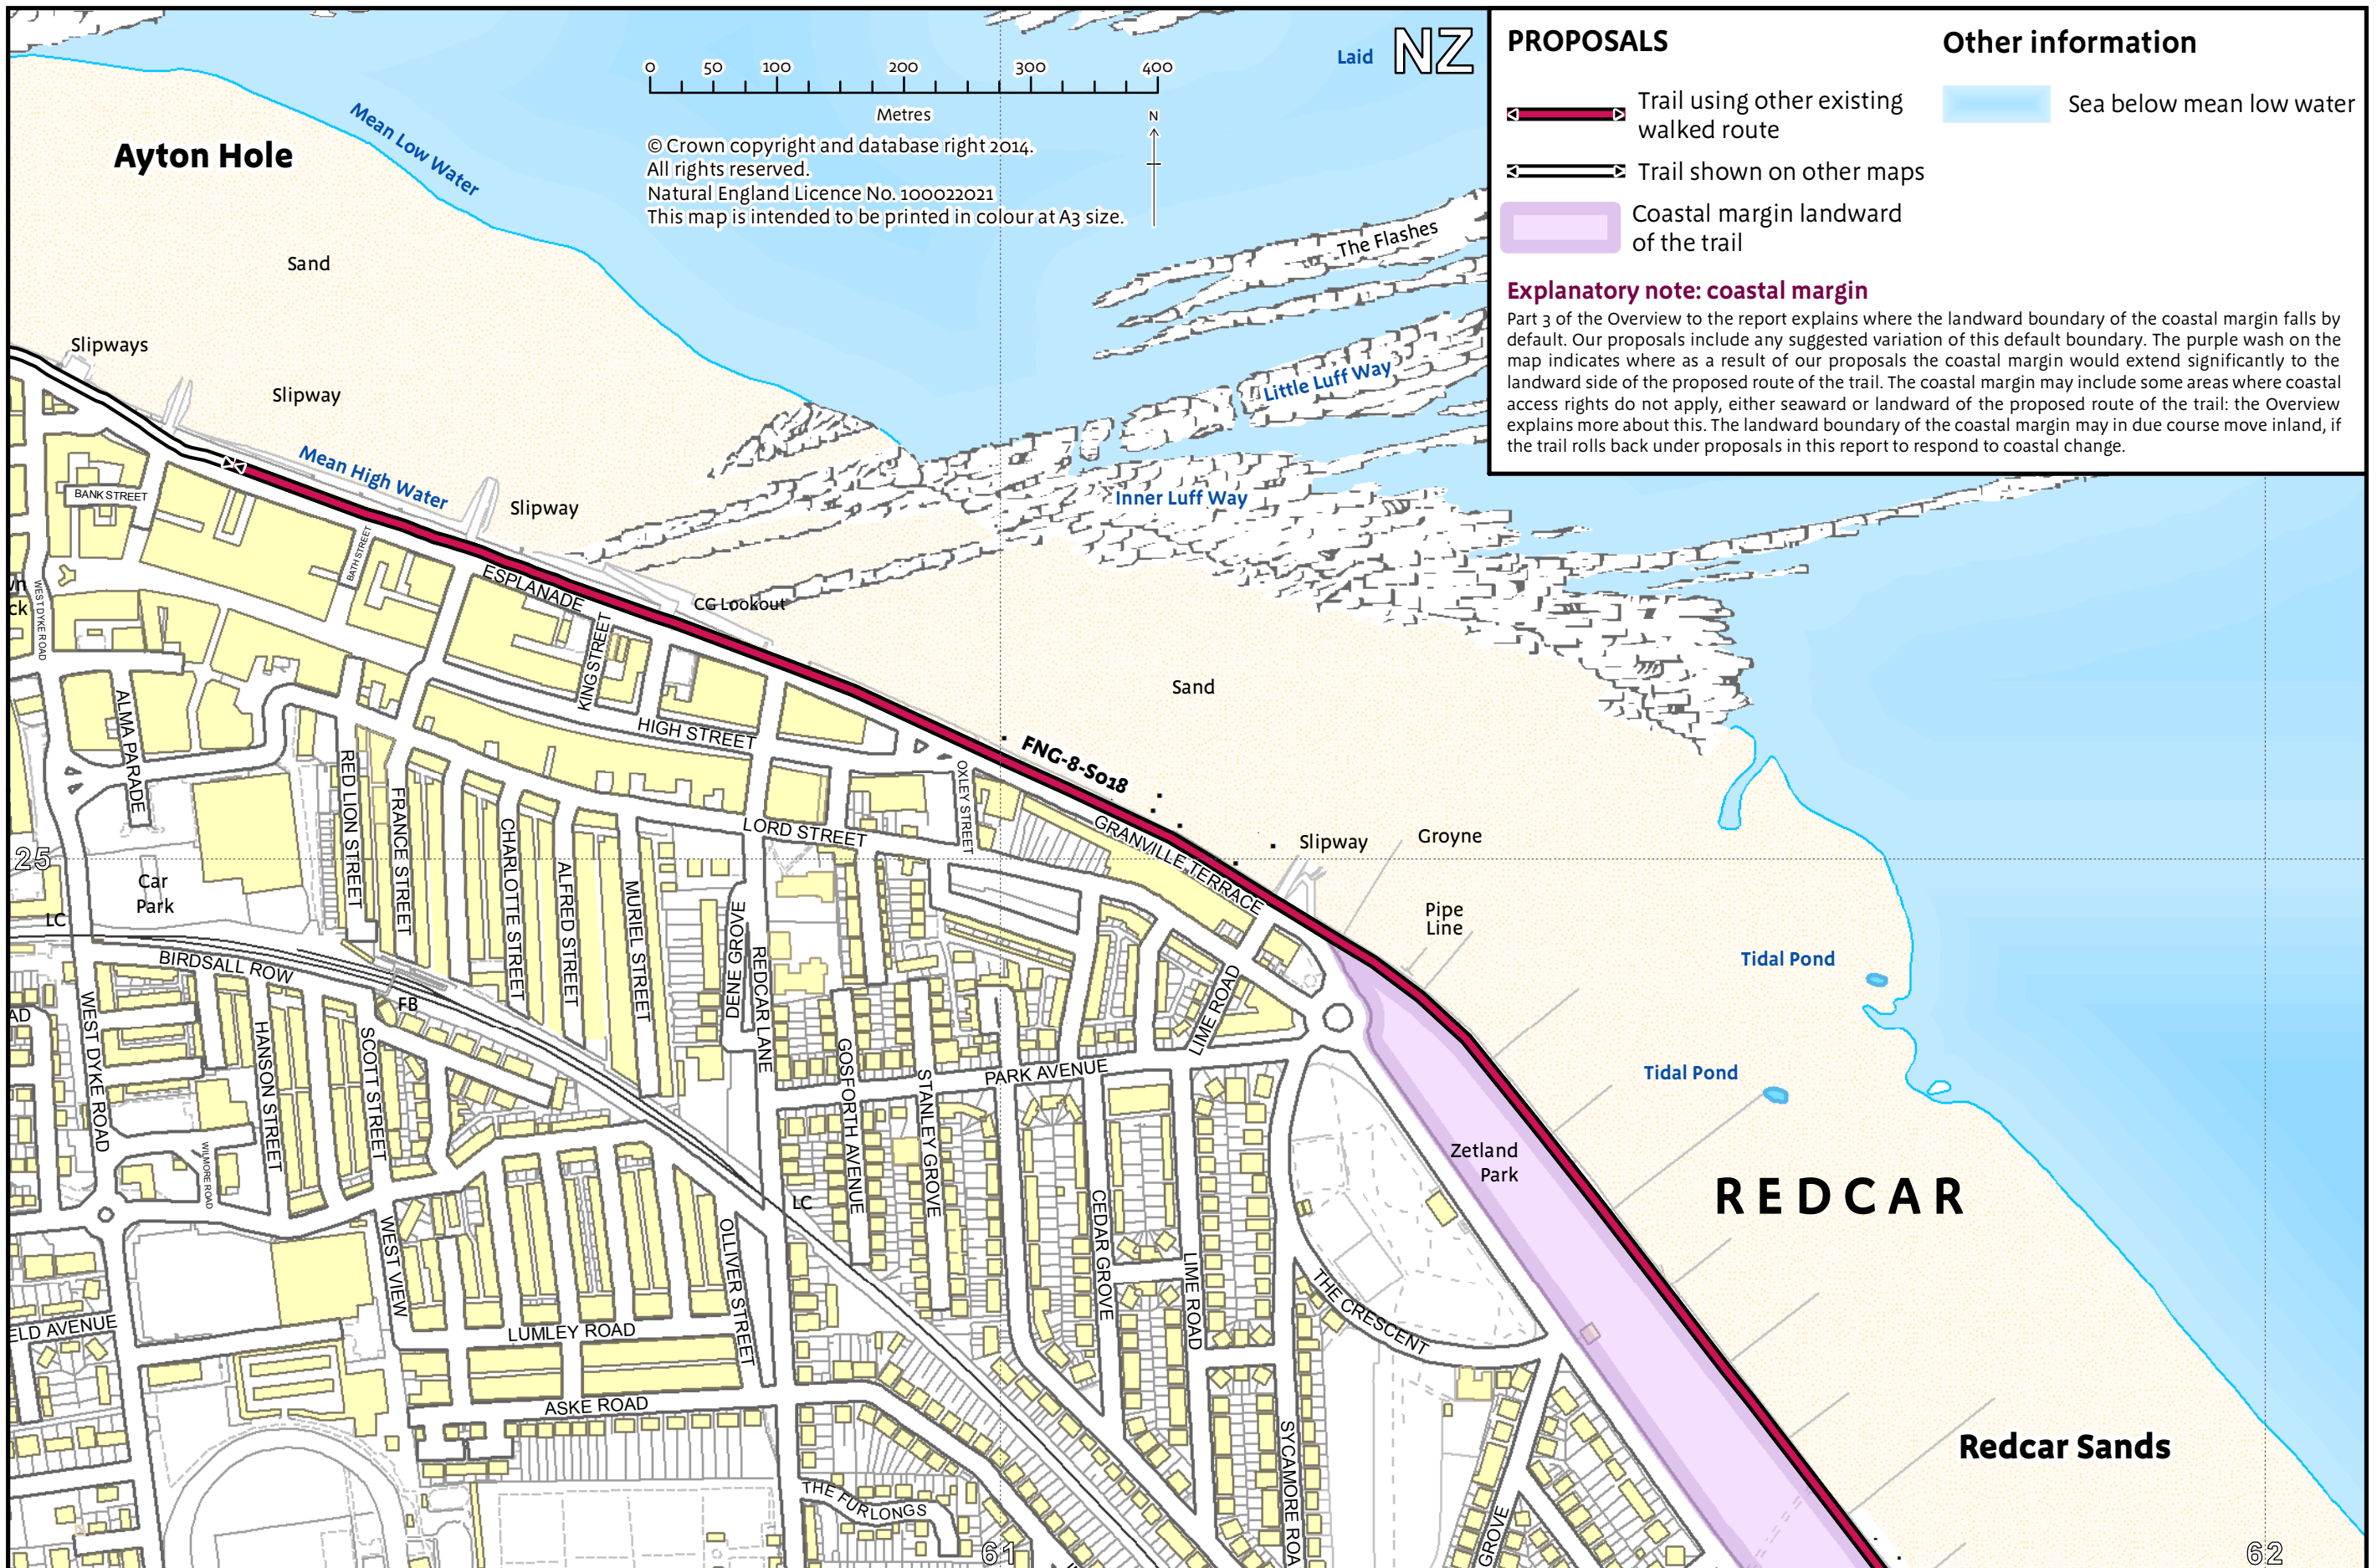 NZ
Laid
0 50 100 200 300 400
Metres
N
© Crown copyright and database right 2014.
All rights reserved.
Natural England Licence No. 100022021
This map is intended to be printed in colour at A3 size.
PROPOSALS
Trail using other existing
walked route
Trail shown on other maps
Coastal margin landward
of the trail
Other information
Sea below mean low water
Explanatory note: coastal margin
Part 3 of the Overview to the report explains where the landward boundary of the coastal margin falls by
default. Our proposals include any suggested variation of this default boundary. The purple wash on the
map indicates where as a result of our proposals the coastal margin would extend significantly to the
landward side of the proposed route of the trail. The coastal margin may include some areas where coastal
access rights do not apply, either seaward or landward of the proposed route of the trail: the Overview
explains more about this. The landward boundary of the coastal margin may in due course move inland, if
the trail rolls back under proposals in this report to respond to coastal change.
Ayton Hole
Mean Low Water
Sand
Slipways
Slipway
Mean High Water
Slipway
The Flashes
Little Luff Way
Inner Luff Way
CG Lookout
Sand
BANK STREET
BATH STREET
ESPLANADE
KING STREET
HIGH STREET
WEST DYKE ROAD
ck
ALMA PARADE
RED LION STREET
FRANCE STREET
CHARLOTTE STREET
ALFRED STREET
MURIEL STREET
LORD STREET
OXLEY STREET
FNG-8-S018
GRANVILLE TERRACE
Slipway
Groyne
Pipe
Line
25
Car
Park
LC
BIRDSALL ROW
FB
DENE GROVE
REDCAR LANE
LIME ROAD
Tidal Pond
Tidal Pond
AD
WEST DYKE ROAD
HANSON STREET
SCOTT STREET
WILMORE ROAD
GOSFORTH AVENUE
STANLEY GROVE
PARK AVENUE
Zetland
Park
REDCAR
LC
WEST VIEW
OLLIVER STREET
CEDAR GROVE
LIME ROAD
THE CRESCENT
ELD AVENUE
LUMLEY ROAD
ASKE ROAD
SYCAMORE ROA
THE FURLONGS
GROVE
Redcar Sands
61
62